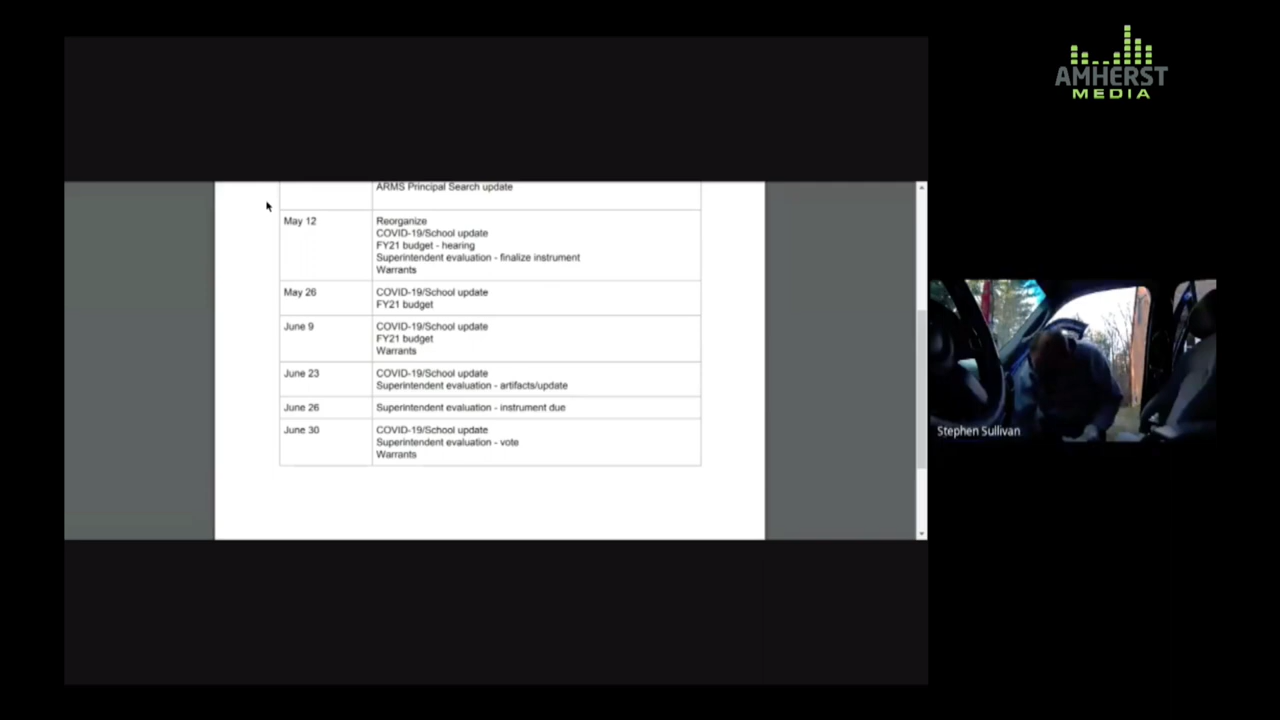 AMHERST
MEDIA
ARMS Principal Search update
May 12
Reorganize
COVID-19/School update
FY21 budget - hearing
Superintendent evaluation - finalize instrument
Warrants
May 26
COVID-19/School update
FY21 budget
June 9
COVID-19/School update
FY21 budget
Warrants
June 23
COVID-19/School update
Superintendent evaluation - artifacts/update
June 26
Superintendent evaluation - instrument due
June 30
COVID-19/School update
Superintendent evaluation - vote
Warrants
Stephen Sullivan